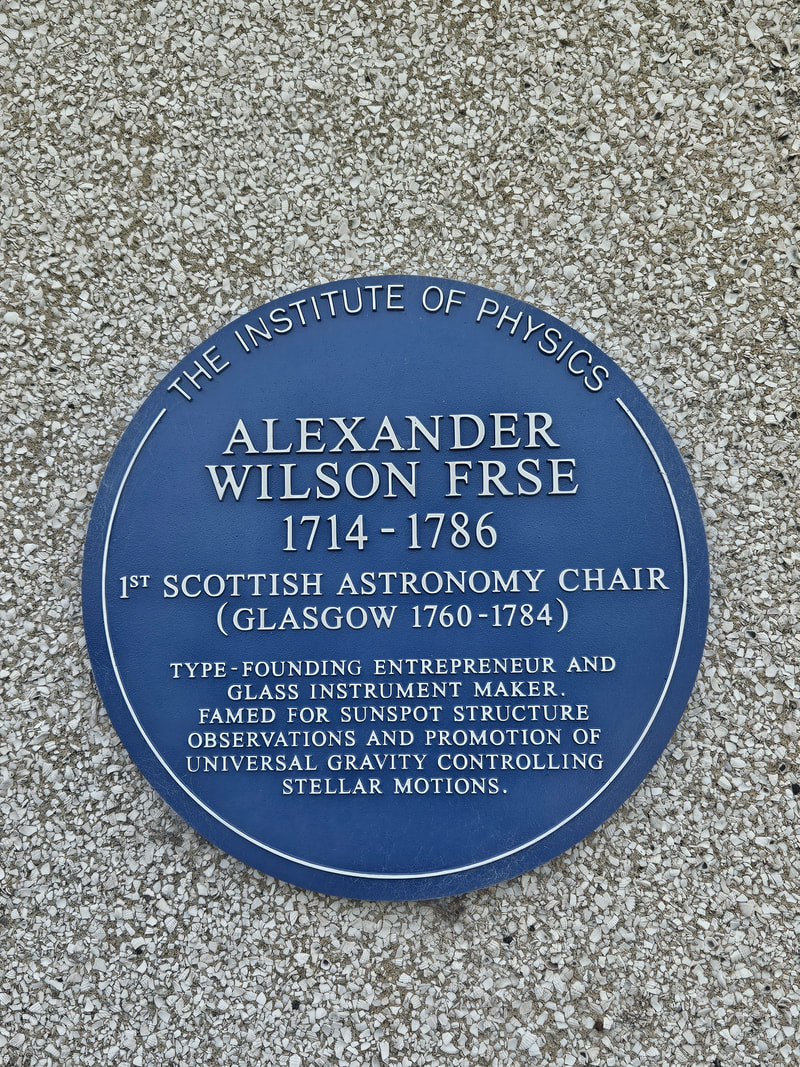 THE INSTITUTE OF PHYSICS
ALEXANDER
WILSON FRSE
1714 - 1786
1ST SCOTTISH ASTRONOMY CHAIR
(GLASGOW 1760 - 1784)
TYPE - FOUNDING ENTREPRENEUR AND
GLASS INSTRUMENT MAKER.
FAMED FOR SUNSPOT STRUCTURE
OBSERVATIONS AND PROMOTION OF
UNIVERSAL GRAVITY CONTROLLING
STELLAR MOTIONS.